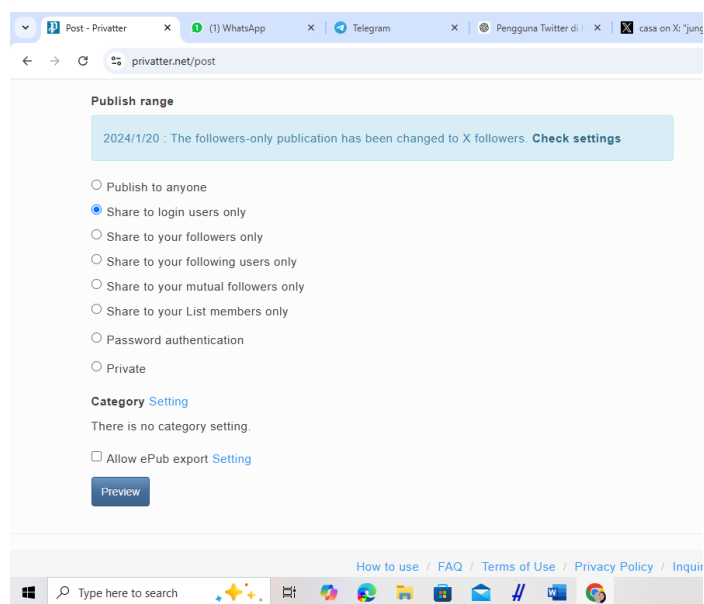 Post - Privatter
(1) WhatsApp
Telegram
Pengguna Twitter di
casa on X: "jung
privatter.net/post
Publish range
2024/1/20 : The followers-only publication has been changed to X followers. Check settings
Publish to anyone
Share to login users only
Share to your followers only
Share to your following users only
Share to your mutual followers only
Share to your List members only
Password authentication
Private
Category Setting
There is no category setting.
Allow ePub export Setting
Preview
How to use / FAQ / Terms of Use / Privacy Policy / Inquir
Type here to search